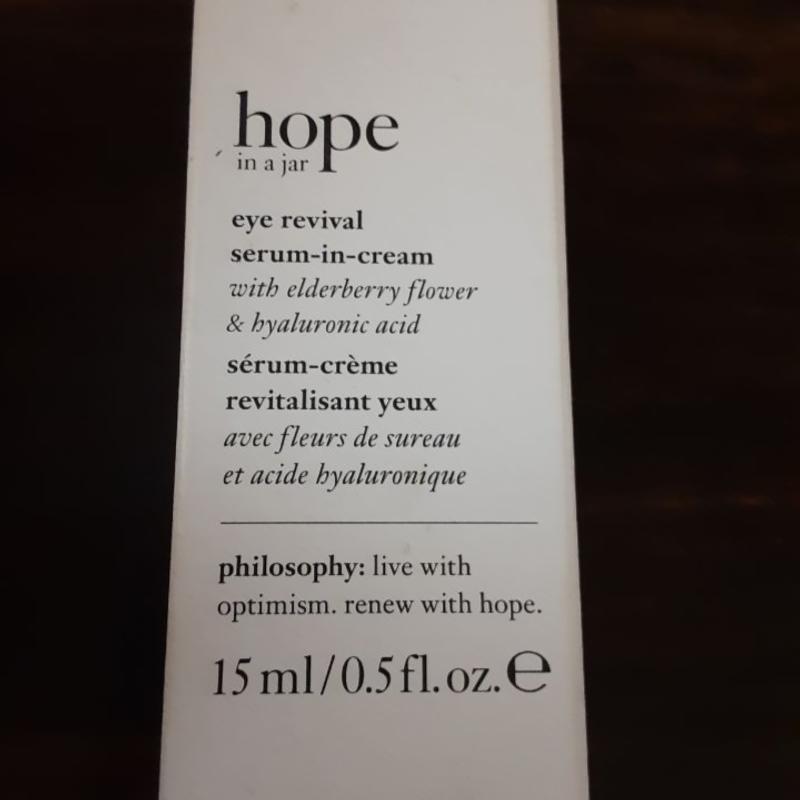 hope
in a jar
eye revival
serum-in-cream
with elderberry flower
& hyaluronic acid
sérum-crème
revitalisant yeux
avec fleurs de sureau
et acide hyaluronique
philosophy: live with
optimism. renew with hope.
15 ml/0.5 fl. oz. ℮